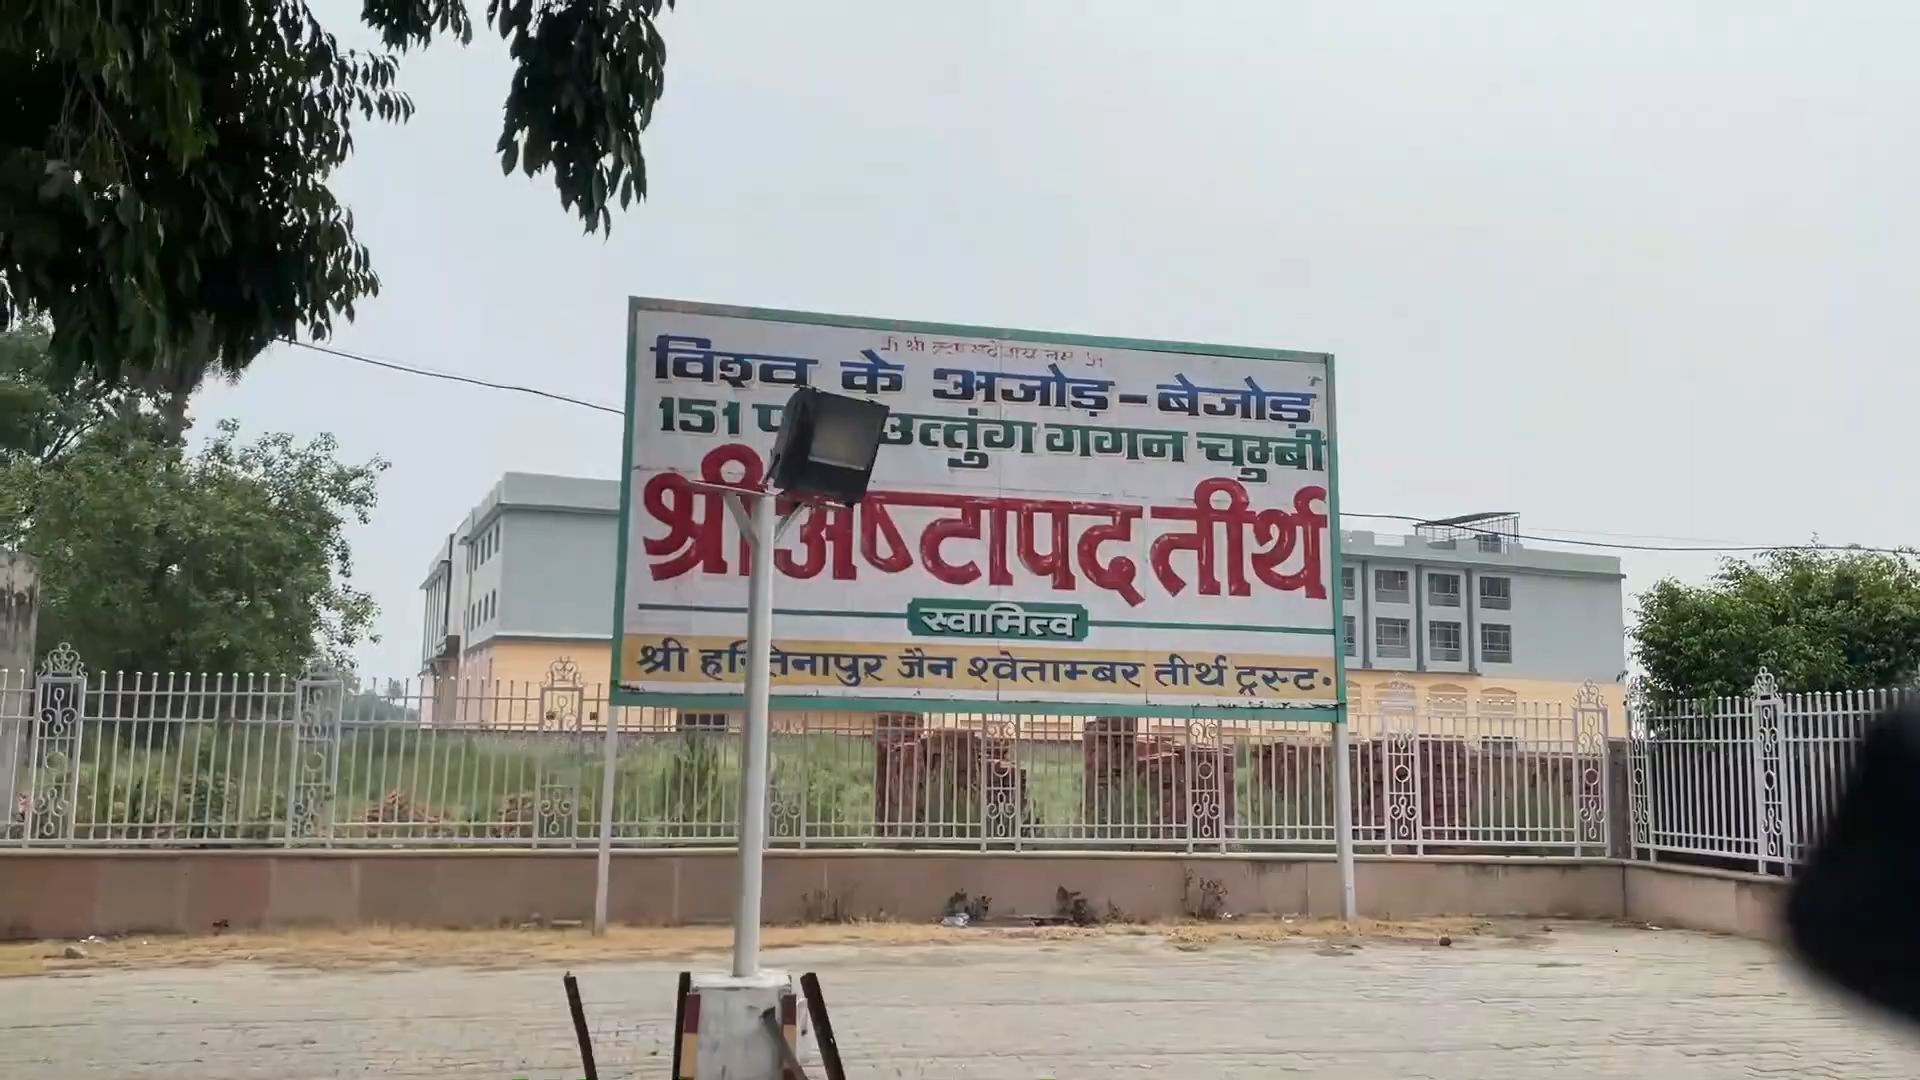 श्री
विश्व के अजोड़ - बेजोड़
151 उत्तुंग गगन चुम्बी
श्री अष्टापद तीर्थ
स्वामित्व
श्री हस्तिनापुर जैन श्वेताम्बर तीर्थ ट्रस्ट.